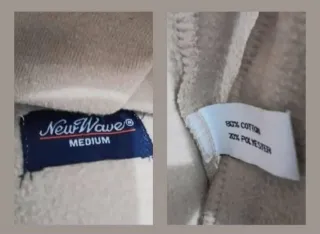 NewWave®
MEDIUM
80% COTTON
20% POLYESTER